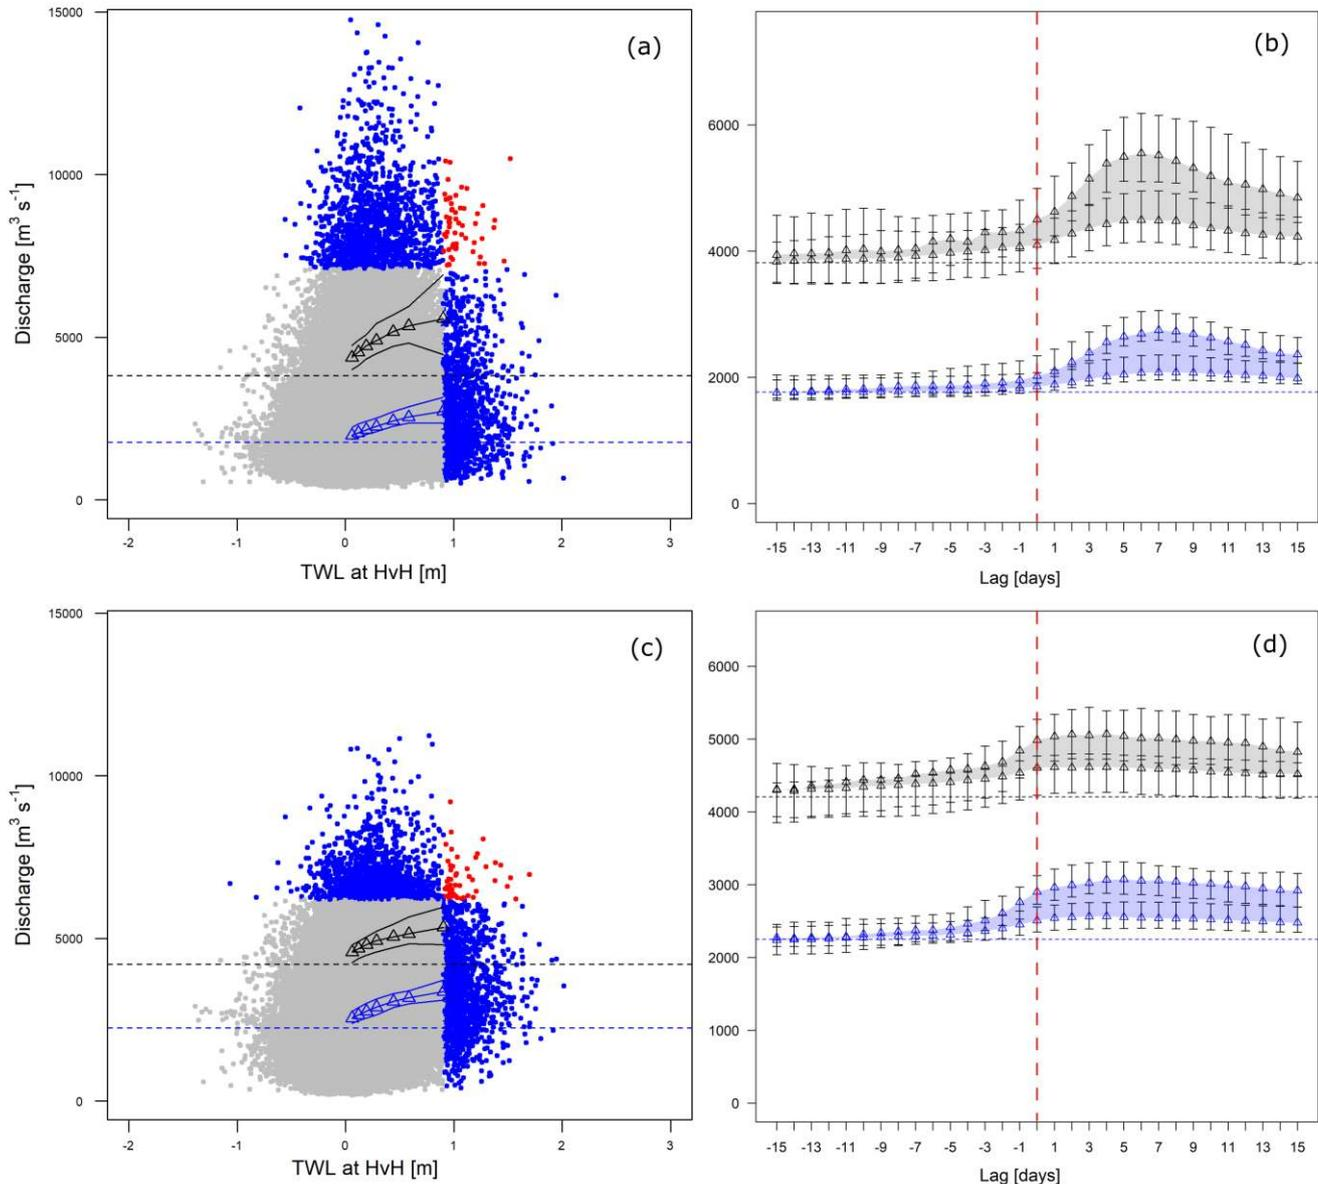 (a)
15000
10000
5000
0
Discharge [m³ s⁻¹]
-2 -1 0 1 2 3
TWL at HvH [m]
(b)
6000
4000
2000
0
-15 -13 -11 -9 -7 -5 -3 -1 1 3 5 7 9 11 13 15
Lag [days]
(c)
15000
10000
5000
0
Discharge [m³ s⁻¹]
-2 -1 0 1 2 3
TWL at HvH [m]
(d)
6000
5000
4000
3000
2000
1000
0
-15 -13 -11 -9 -7 -5 -3 -1 1 3 5 7 9 11 13 15
Lag [days]